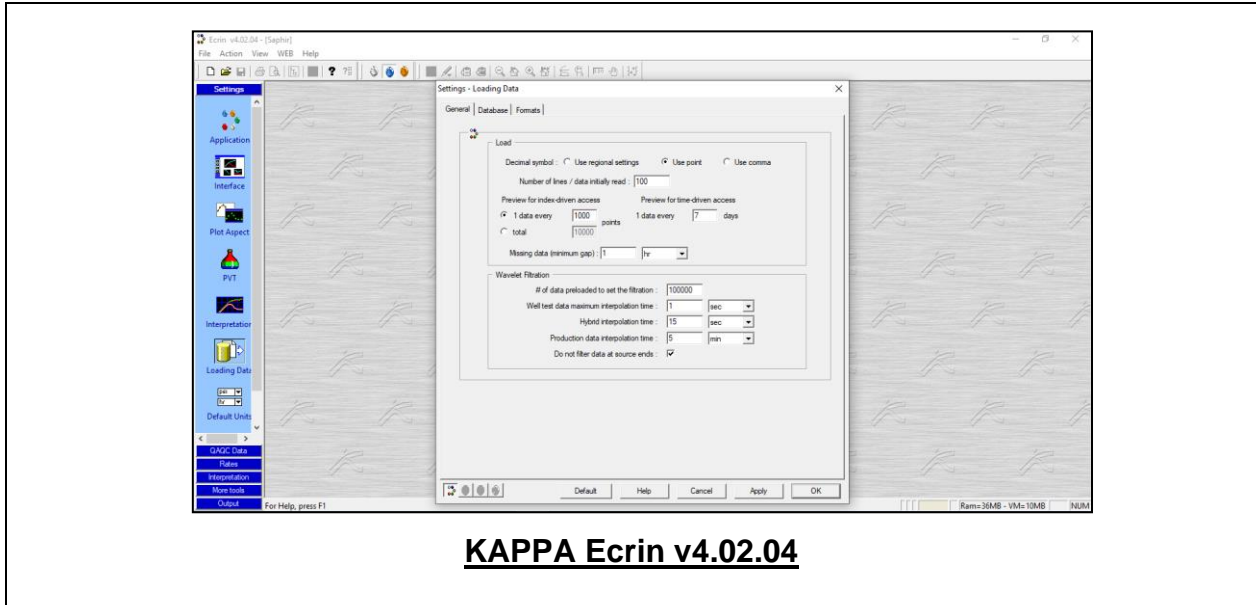 Ecrin v4.02.04 - [Saphir]
File Action View WEB Help
Settings
Application
Interface
Plot Aspect
PVT
Interpretation
Loading Data
Default Units
QAQC Data
Rates
Interpretation
More tools
Output
For Help, press F1
Settings - Loading Data
General Database Formats
Load
Decimal symbol : Use regional settings Use point Use comma
Number of lines / data initially read : 100
Preview for index-driven access Preview for time-driven access
1 data every 1000 points 1 data every 7 days
total 10000
Missing data (minimum gap) : 1 hr
Wavelet Filtration
# of data preloaded to set the filtration : 100000
Well test data maximum interpolation time : 1 sec
Hybrid interpolation time : 15 sec
Production data interpolation time : 5 min
Do not filter data at source ends :
Default Help Cancel Apply OK
Ram=36MB - VM=10MB NUM
KAPPA Ecrin v4.02.04